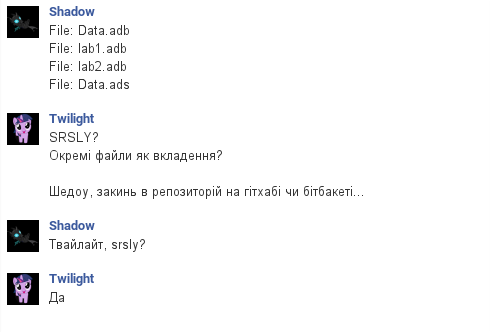 Shadow
File: Data.adb
File: lab1.adb
File: lab2.adb
File: Data.ads
Twilight
SRSLY?
Окремі файли як вкладення?
Шедоу, закинь в репозиторій на гітхабі чи бітбакеті...
Shadow
Твайлайт, srsly?
Twilight
Да